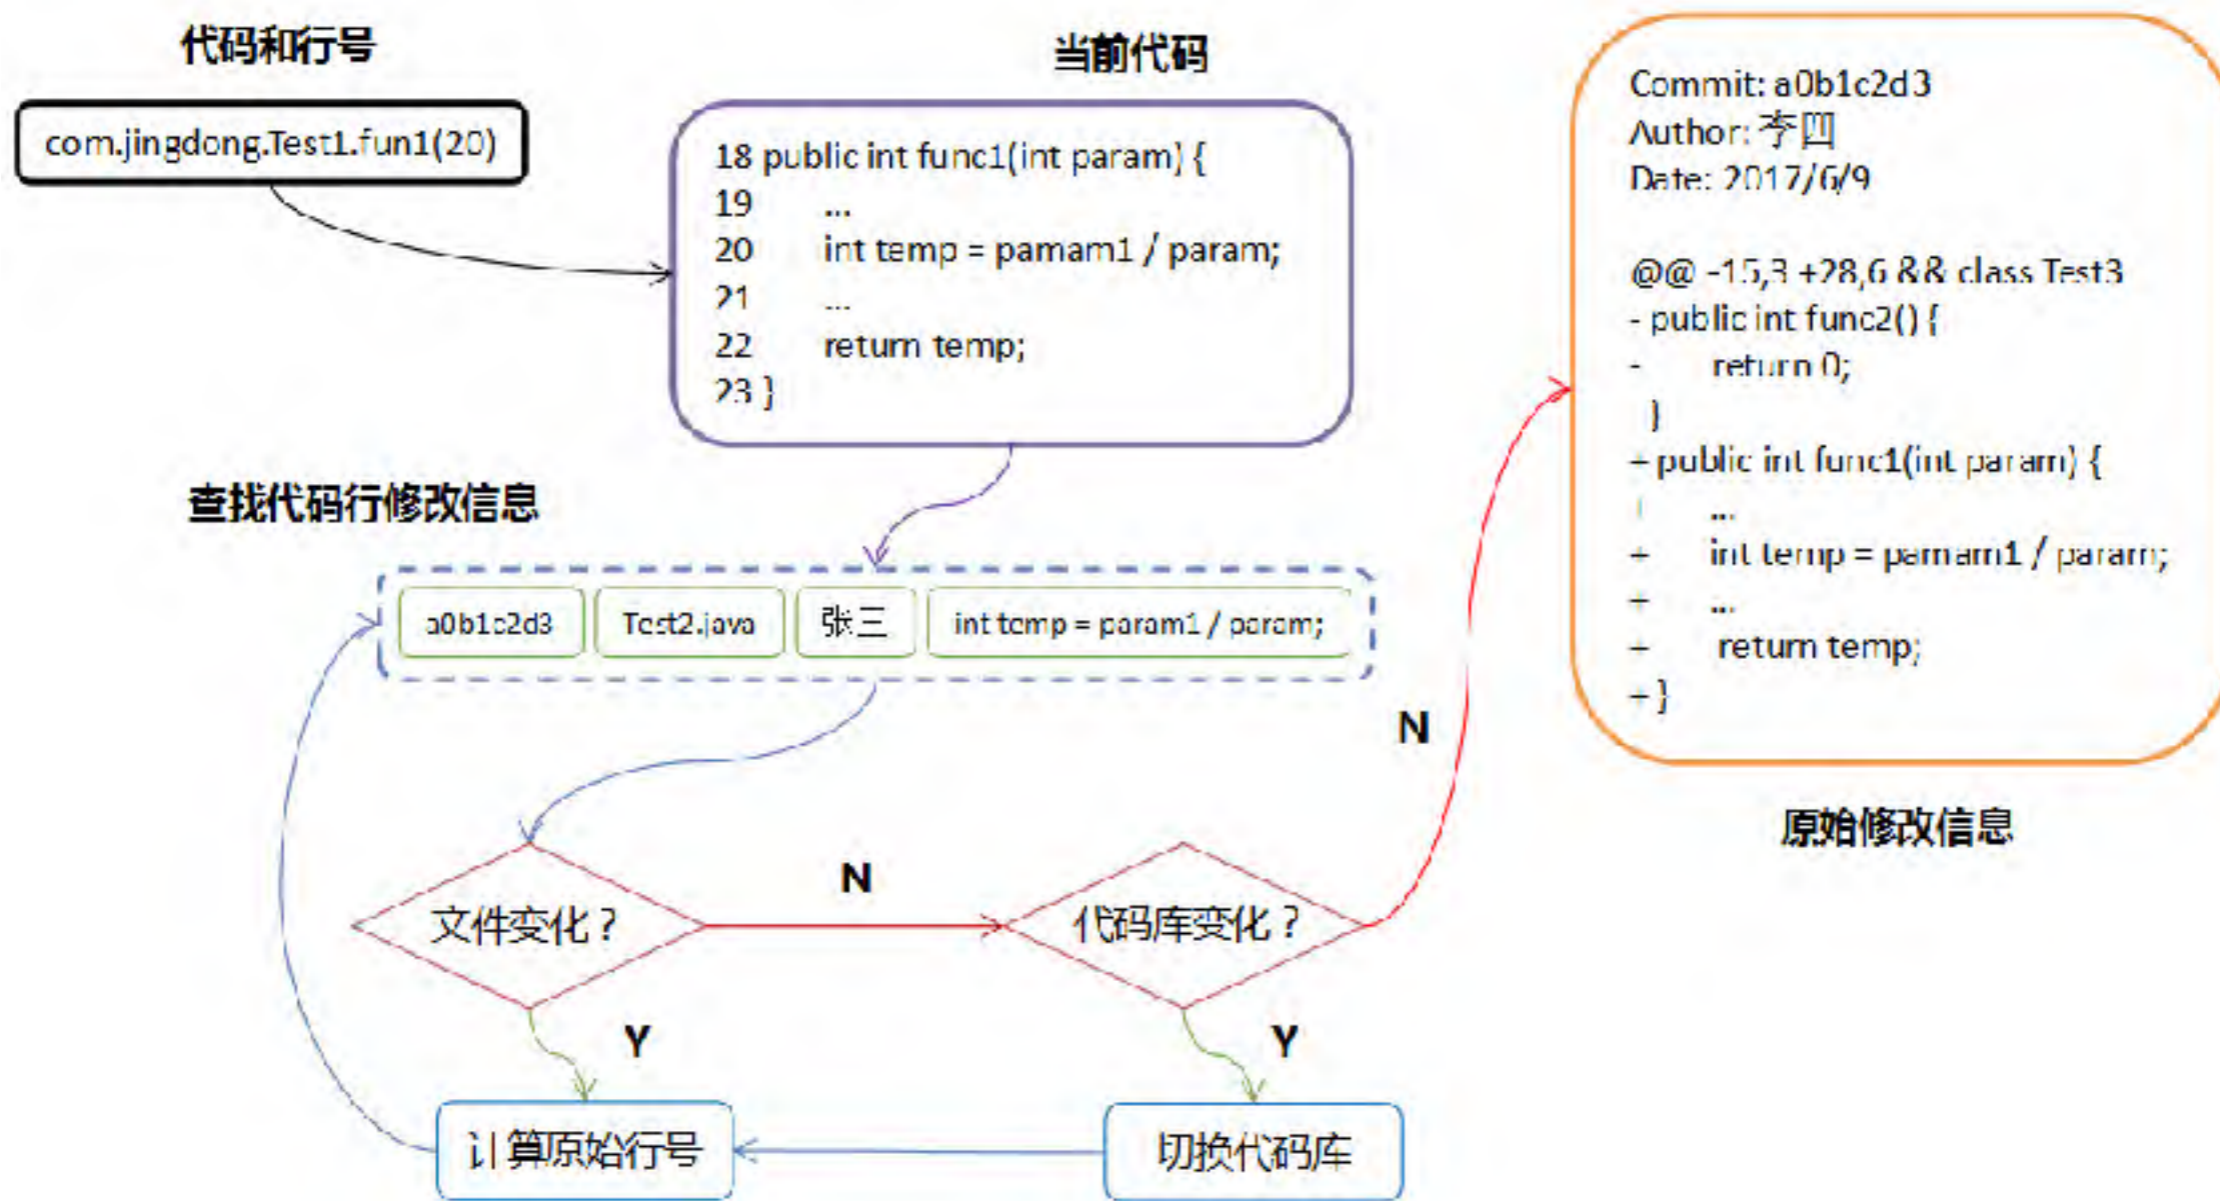 代码和行号
com.jingdong.Test1.fun1(20)
当前代码
18 public int func1(int param) {
19 ...
20 int temp = pamam1 / param;
21 ...
22 return temp;
23 }
查找代码行修改信息
a0b1c2d3
Test2.java
张三
int temp = param1 / param;
文件变化？
N
代码库变化？
N
Y
Y
计算原始行号
切换代码库
Commit: a0b1c2d3
Author: 李四
Date: 2017/6/9
@@ -15,3 +28,6 && class Test3
- public int func2() {
- return 0;
}
+ public int func1(int param) {
+ ...
+ int temp = pamam1 / param;
+ ...
+ return temp;
+ }
原始修改信息